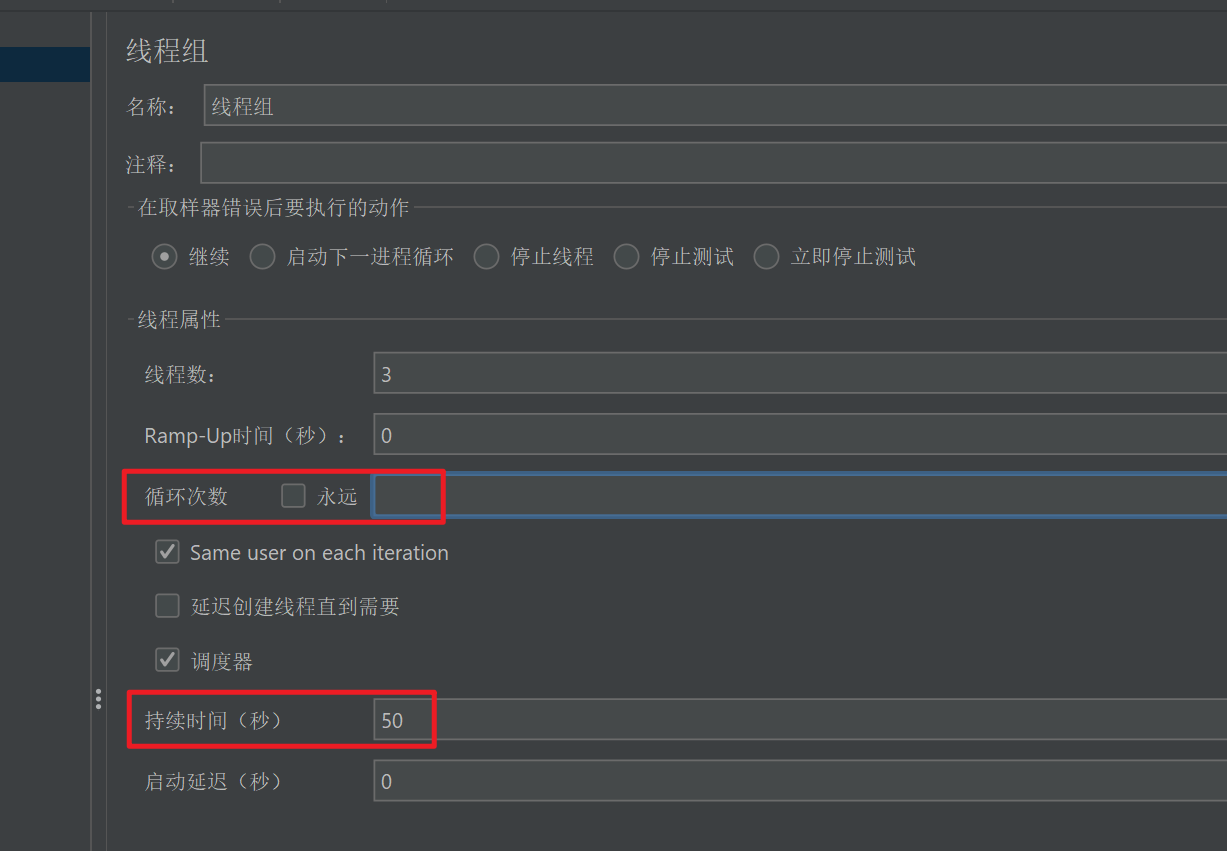 线程组
名称： 线程组
注释：
在取样器错误后要执行的动作
继续 启动下一进程循环 停止线程 停止测试 立即停止测试
线程属性
线程数： 3
Ramp-Up时间（秒）： 0
循环次数 永远
Same user on each iteration
延迟创建线程直到需要
调度器
持续时间（秒） 50
启动延迟（秒） 0